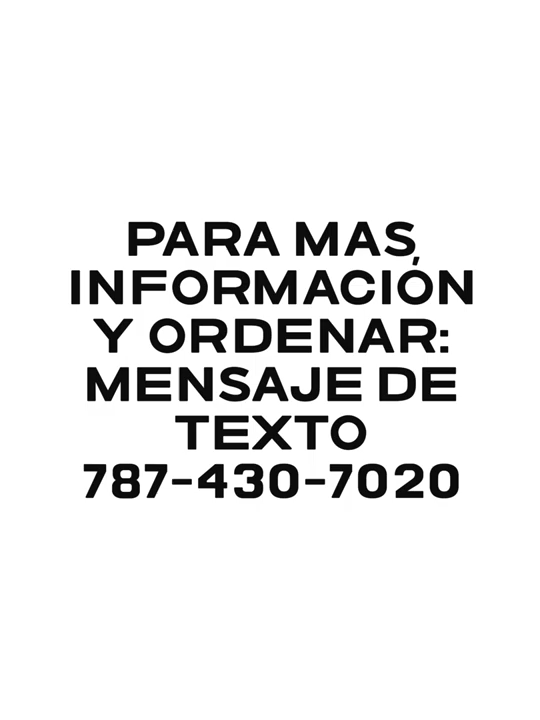 PARA MAS
INFORMACIÓN
Y ORDENAR:
MENSAJE DE
TEXTO
787-430-7020